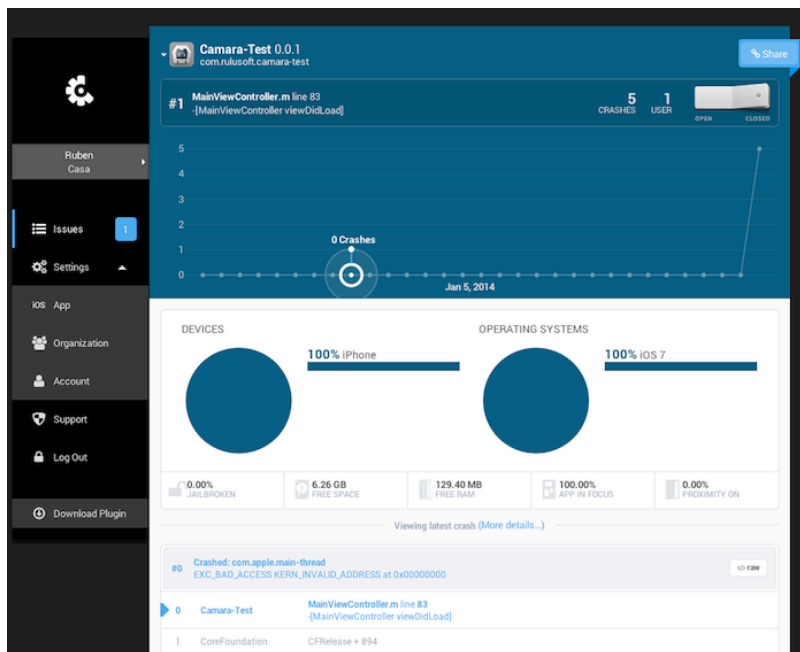 Camara-Test 0.0.1
com.rulusoft.camara-test
Share
#1
MainViewController.m line 83
-[MainViewController viewDidLoad]
5
CRASHES
1
USER
OPEN
CLOSED
Ruben
Casa
Issues
1
Settings
iOS App
Organization
Account
Support
Log Out
Download Plugin
5
4
3
2
1
0
0 Crashes
Jan 5, 2014
DEVICES
100% iPhone
OPERATING SYSTEMS
100% iOS 7
0.00%
JAILBROKEN
6.26 GB
FREE SPACE
129.40 MB
FREE RAM
100.00%
APP IN FOCUS
0.00%
PROXIMITY ON
Viewing latest crash (More details...)
#0
Crashed: com.apple.main-thread
EXC_BAD_ACCESS KERN_INVALID_ADDRESS at 0x00000000
</> raw
0 Camara-Test
MainViewController.m line 83
-[MainViewController viewDidLoad]
1 CoreFoundation CFRelease + 894